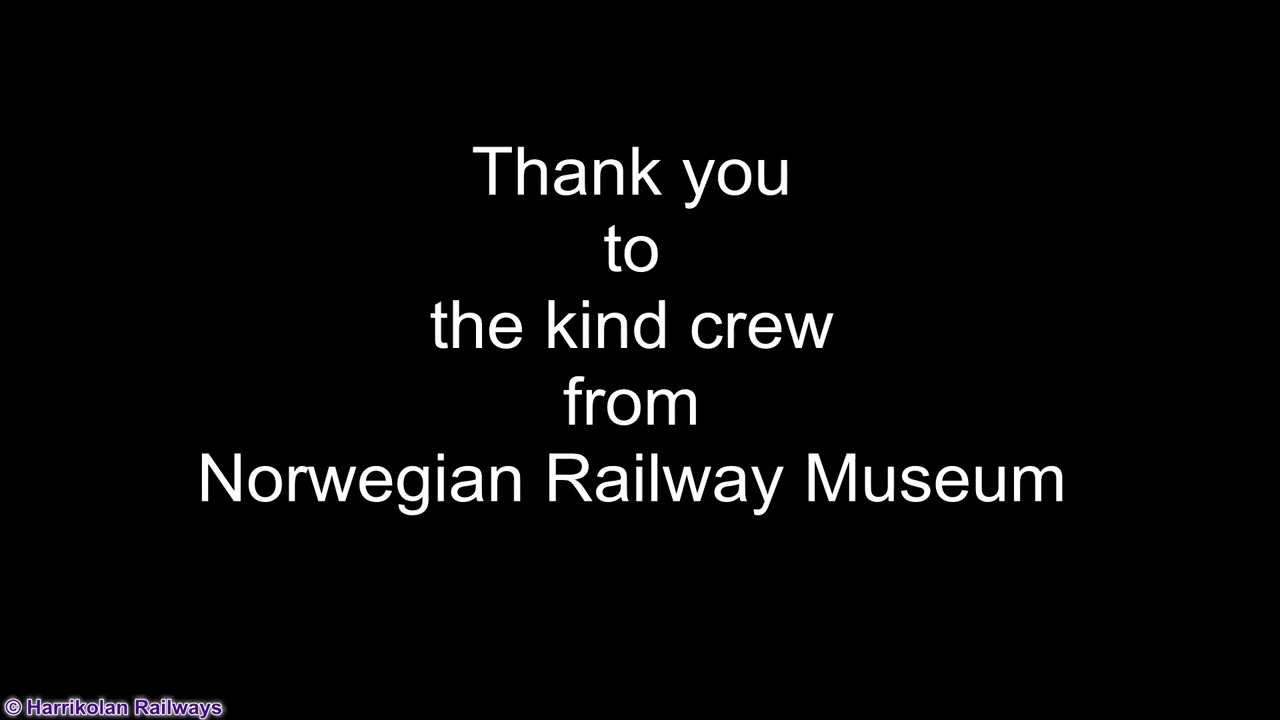 Thank you
to
the kind crew
from
Norwegian Railway Museum
© Harrikolan Railways